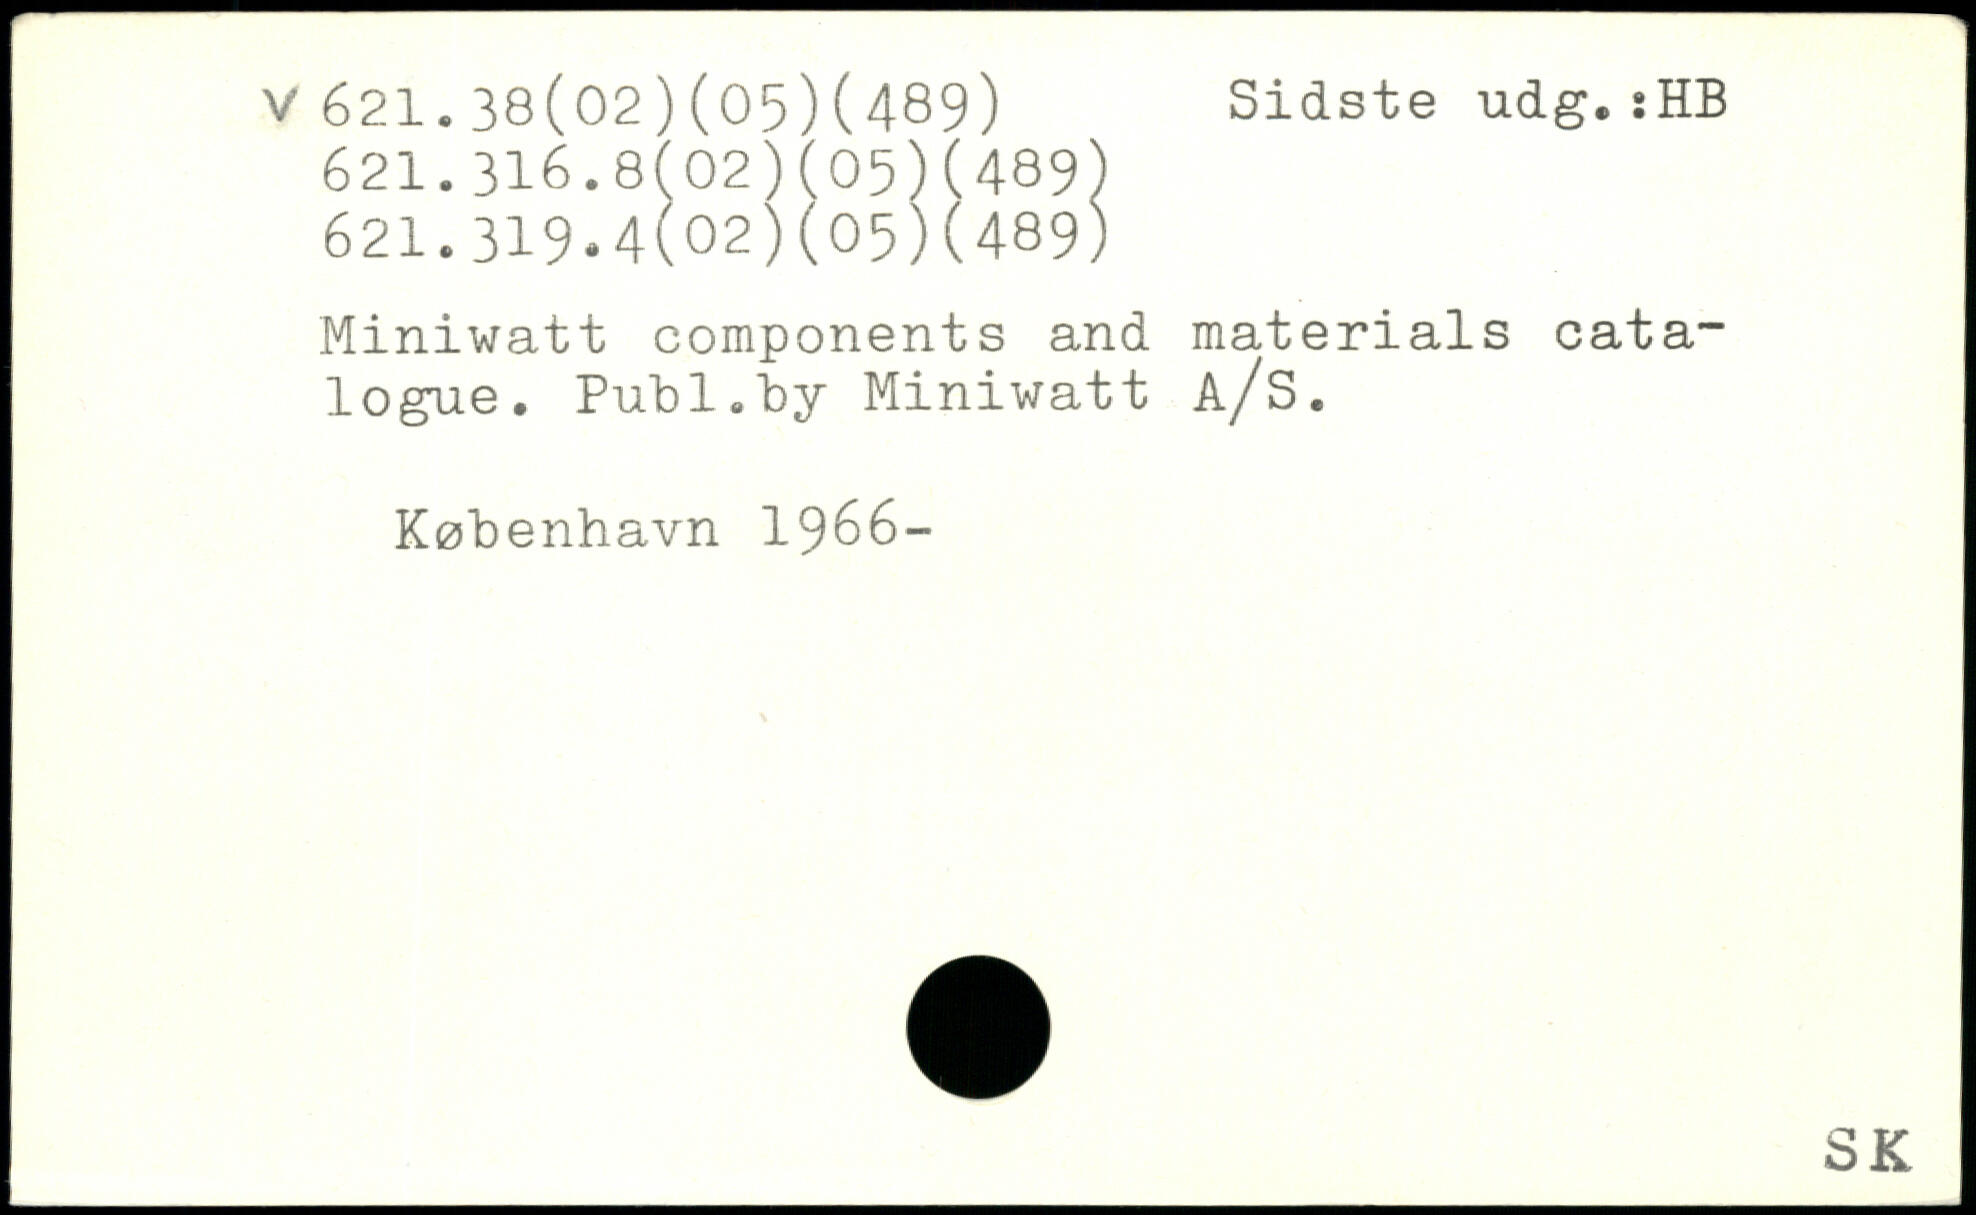 V 621.38(02)(05)(489) Sidste udg.:HB
621.316.8(02)(05)(489)
621.319.4(02)(05)(489)
Miniwatt components and materials cata-
logue. Publ.by Miniwatt A/S.
København 1966-
SK